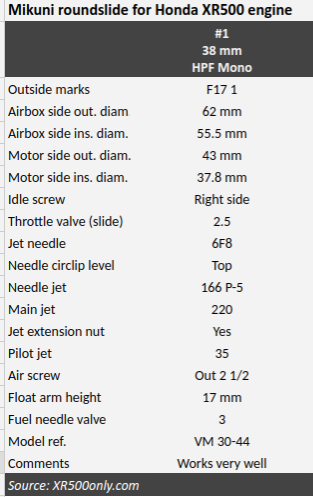 Mikuni roundslide for Honda XR500 engine
#1
38 mm
HPF Mono
Outside marks F17 1
Airbox side out. diam 62 mm
Airbox side ins. diam. 55.5 mm
Motor side out. diam. 43 mm
Motor side ins. diam. 37.8 mm
Idle screw Right side
Throttle valve (slide) 2.5
Jet needle 6F8
Needle circlip level Top
Needle jet 166 P-5
Main jet 220
Jet extension nut Yes
Pilot jet 35
Air screw Out 2 1/2
Float arm height 17 mm
Fuel needle valve 3
Model ref. VM 30-44
Comments Works very well
Source: XR500only.com